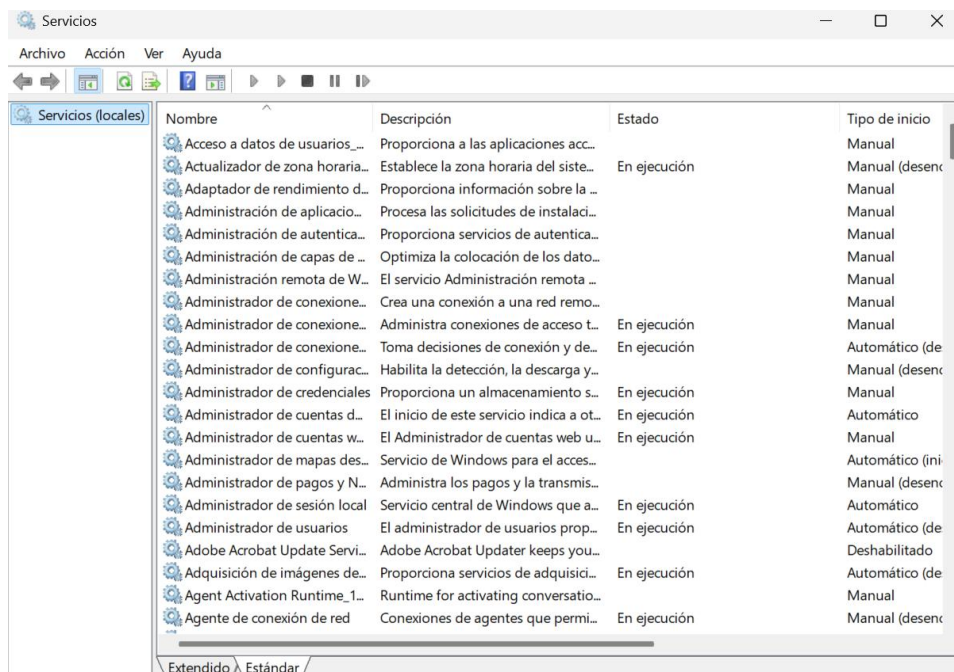 Servicios
Archivo Acción Ver Ayuda
Servicios (locales)
Nombre Descripción Estado Tipo de inicio
Acceso a datos de usuarios_... Proporciona a las aplicaciones acc... Manual
Actualizador de zona horaria... Establece la zona horaria del siste... En ejecución Manual (desenc
Adaptador de rendimiento d... Proporciona información sobre la ... Manual
Administración de aplicacio... Procesa las solicitudes de instalaci... Manual
Administración de autentica... Proporciona servicios de autentica... Manual
Administración de capas de ... Optimiza la colocación de los dato... Manual
Administración remota de W... El servicio Administración remota ... Manual
Administrador de conexione... Crea una conexión a una red remo... Manual
Administrador de conexione... Administra conexiones de acceso t... En ejecución Manual
Administrador de conexione... Toma decisiones de conexión y de... En ejecución Automático (de
Administrador de configurac... Habilita la detección, la descarga y... Manual (desenc
Administrador de credenciales Proporciona un almacenamiento s... En ejecución Manual
Administrador de cuentas d... El inicio de este servicio indica a ot... En ejecución Automático
Administrador de cuentas w... El Administrador de cuentas web u... En ejecución Manual
Administrador de mapas des... Servicio de Windows para el acces... Automático (ini
Administrador de pagos y N... Administra los pagos y la transmis... Manual (desenc
Administrador de sesión local Servicio central de Windows que a... En ejecución Automático
Administrador de usuarios El administrador de usuarios prop... En ejecución Automático (de
Adobe Acrobat Update Servi... Adobe Acrobat Updater keeps you... Deshabilitado
Adquisición de imágenes de... Proporciona servicios de adquisici... En ejecución Automático (de
Agent Activation Runtime_1... Runtime for activating conversatio... Manual
Agente de conexión de red Conexiones de agentes que permi... En ejecución Manual (desenc
Extendido Estándar